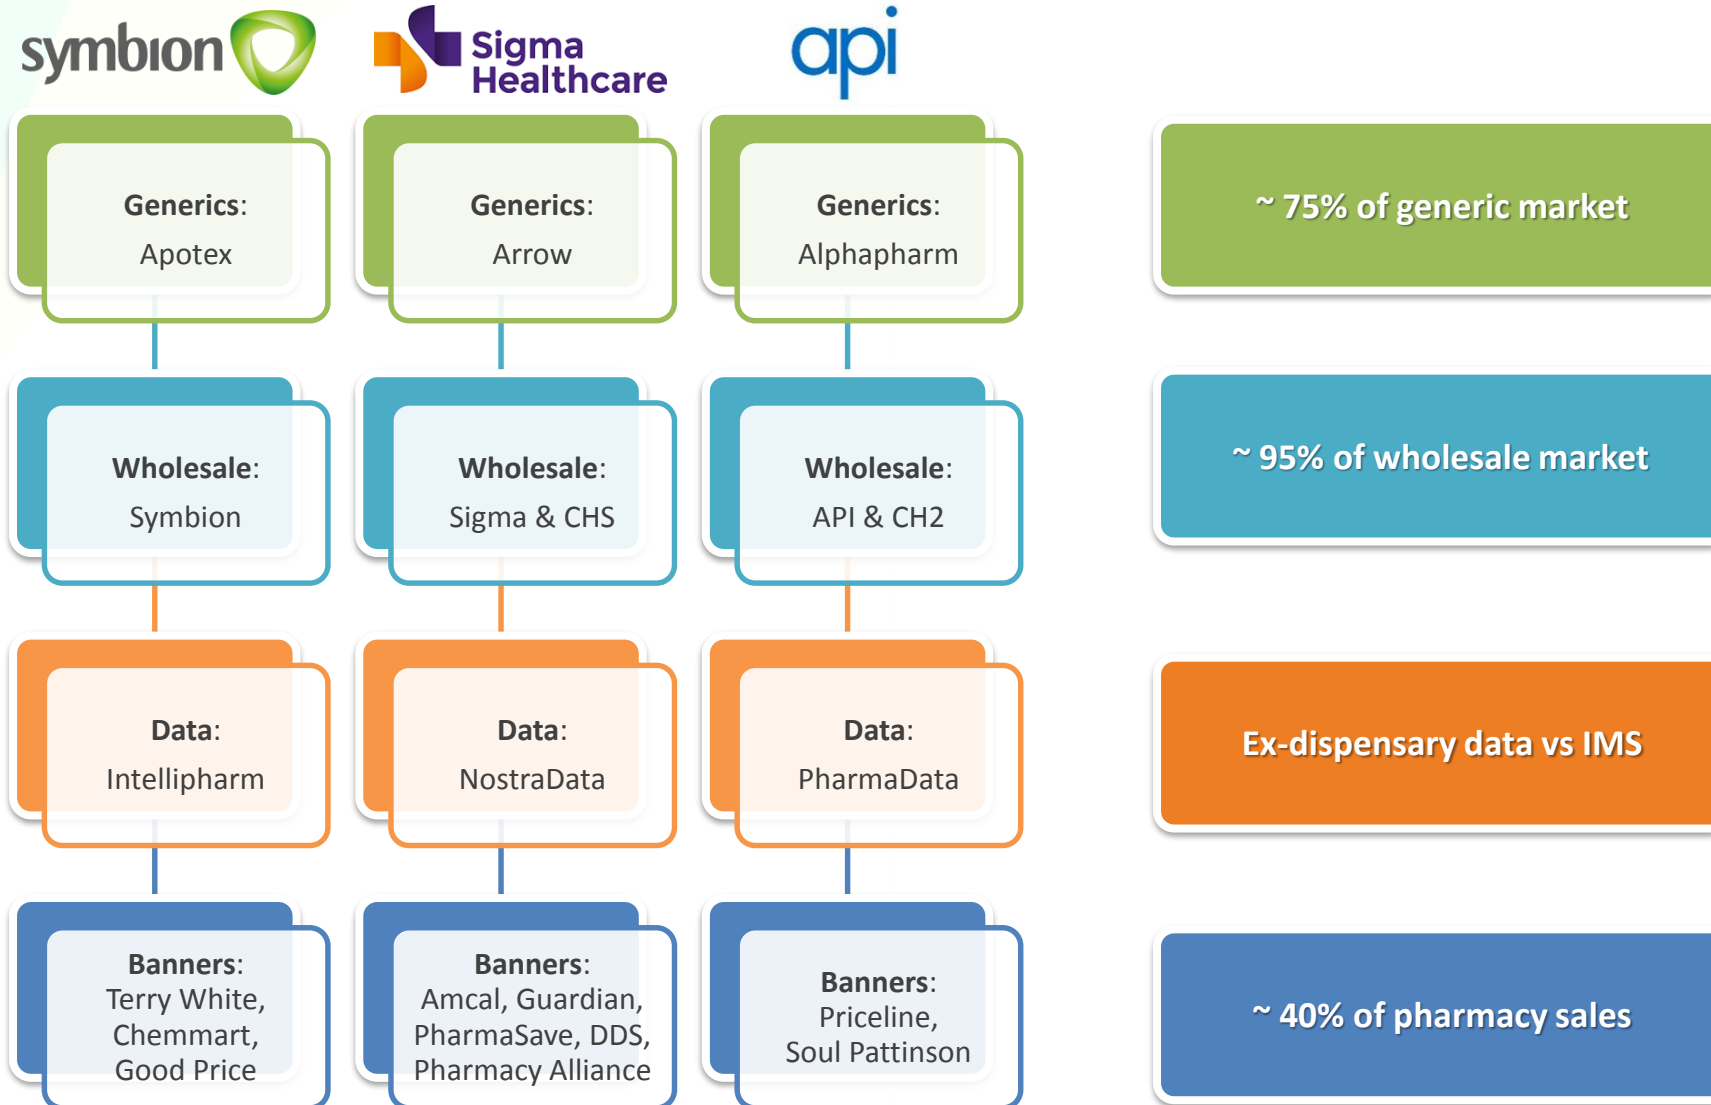 symbion
Sigma
Healthcare
api
Generics:
Apotex
Generics:
Arrow
Generics:
Alphapharm
~ 75% of generic market
Wholesale:
Symbion
Wholesale:
Sigma & CHS
Wholesale:
API & CH2
~ 95% of wholesale market
Data:
Intellipharm
Data:
NostraData
Data:
PharmaData
Ex-dispensary data vs IMS
Banners:
Terry White,
Chemmart,
Good Price
Banners:
Amcal, Guardian,
PharmaSave, DDS,
Pharmacy Alliance
Banners:
Priceline,
Soul Pattinson
~ 40% of pharmacy sales